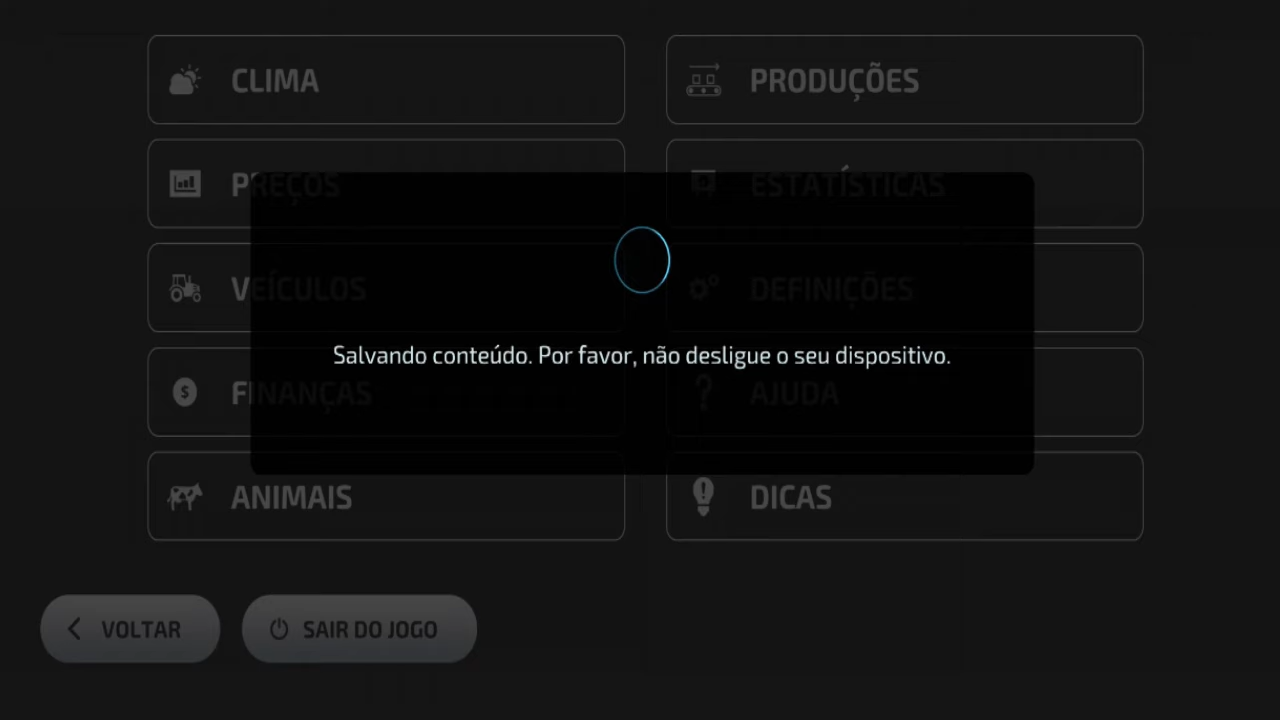 CLIMA
PRODUÇÕES
PREÇOS
ESTATÍSTICAS
VEÍCULOS
DEFINIÇÕES
Salvando conteúdo. Por favor, não desligue o seu dispositivo.
FINANÇAS
AJUDA
ANIMAIS
DICAS
VOLTAR
SAIR DO JOGO